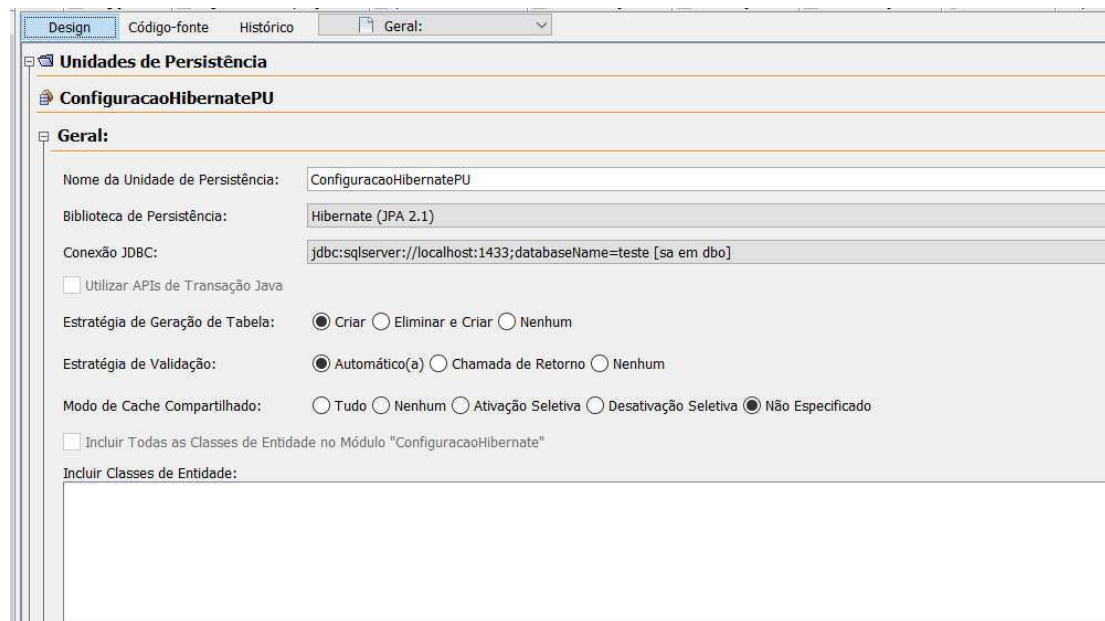 Design Código-fonte Histórico Geral:
Unidades de Persistência
ConfiguracaoHibernatePU
Geral:
Nome da Unidade de Persistência: ConfiguracaoHibernatePU
Biblioteca de Persistência: Hibernate (JPA 2.1)
Conexão JDBC: jdbc:sqlserver://localhost:1433;databaseName=teste [sa em dbo]
Utilizar APIs de Transação Java
Estratégia de Geração de Tabela: Criar Eliminar e Criar Nenhum
Estratégia de Validação: Automático(a) Chamada de Retorno Nenhum
Modo de Cache Compartilhado: Tudo Nenhum Ativação Seletiva Desativação Seletiva Não Especificado
Incluir Todas as Classes de Entidade no Módulo "ConfiguracaoHibernate"
Incluir Classes de Entidade: